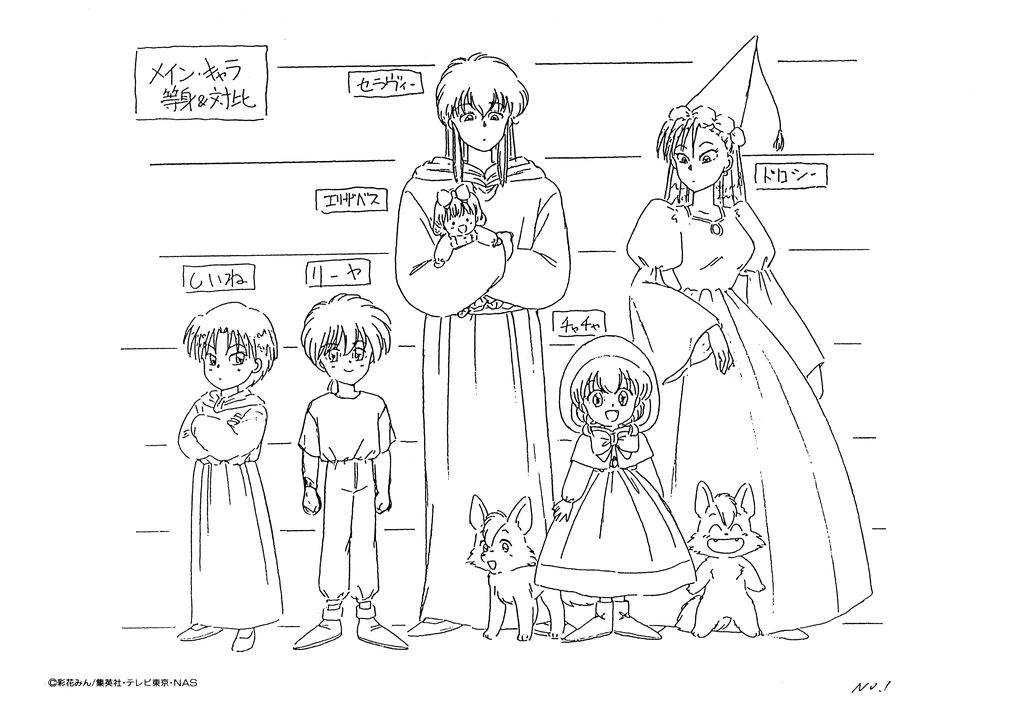 メイン・キャラ
等身&対比
セラヴィー
ドロシー
エリザベス
しいね
リーヤ
チャチャ
©彩花みん/集英社・テレビ東京・NAS
NO.1